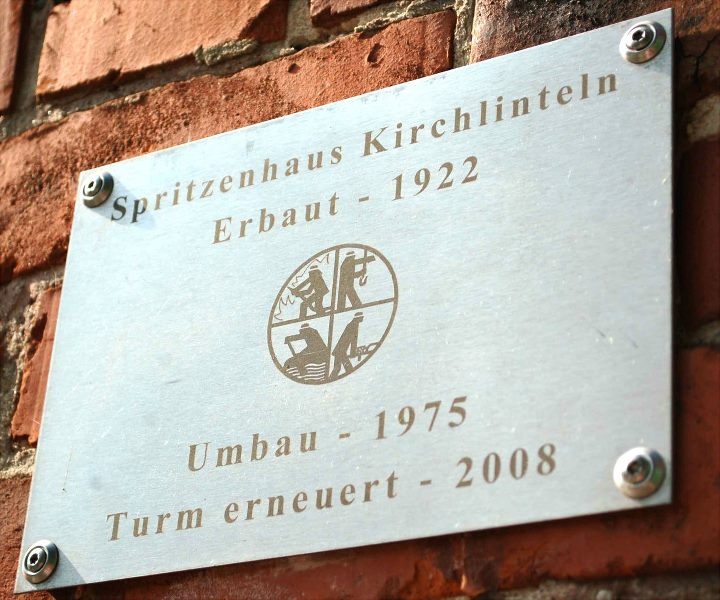 Spritzenhaus Kirchlinteln
Erbaut - 1922
Umbau - 1975
Turm erneuert - 2008